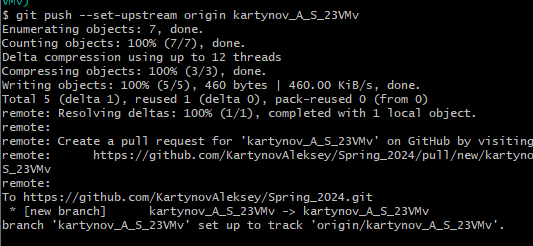 VMv)
$ git push --set-upstream origin kartynov_A_S_23VMv
Enumerating objects: 7, done.
Counting objects: 100% (7/7), done.
Delta compression using up to 12 threads
Compressing objects: 100% (3/3), done.
Writing objects: 100% (5/5), 460 bytes | 460.00 KiB/s, done.
Total 5 (delta 1), reused 1 (delta 0), pack-reused 0 (from 0)
remote: Resolving deltas: 100% (1/1), completed with 1 local object.
remote:
remote: Create a pull request for 'kartynov_A_S_23VMv' on GitHub by visiting
remote:      https://github.com/KartynovAleksey/Spring_2024/pull/new/kartyno
S_23VMv
remote:
To https://github.com/KartynovAleksey/Spring_2024.git
 * [new branch]      kartynov_A_S_23VMv -> kartynov_A_S_23VMv
branch 'kartynov_A_S_23VMv' set up to track 'origin/kartynov_A_S_23VMv'.